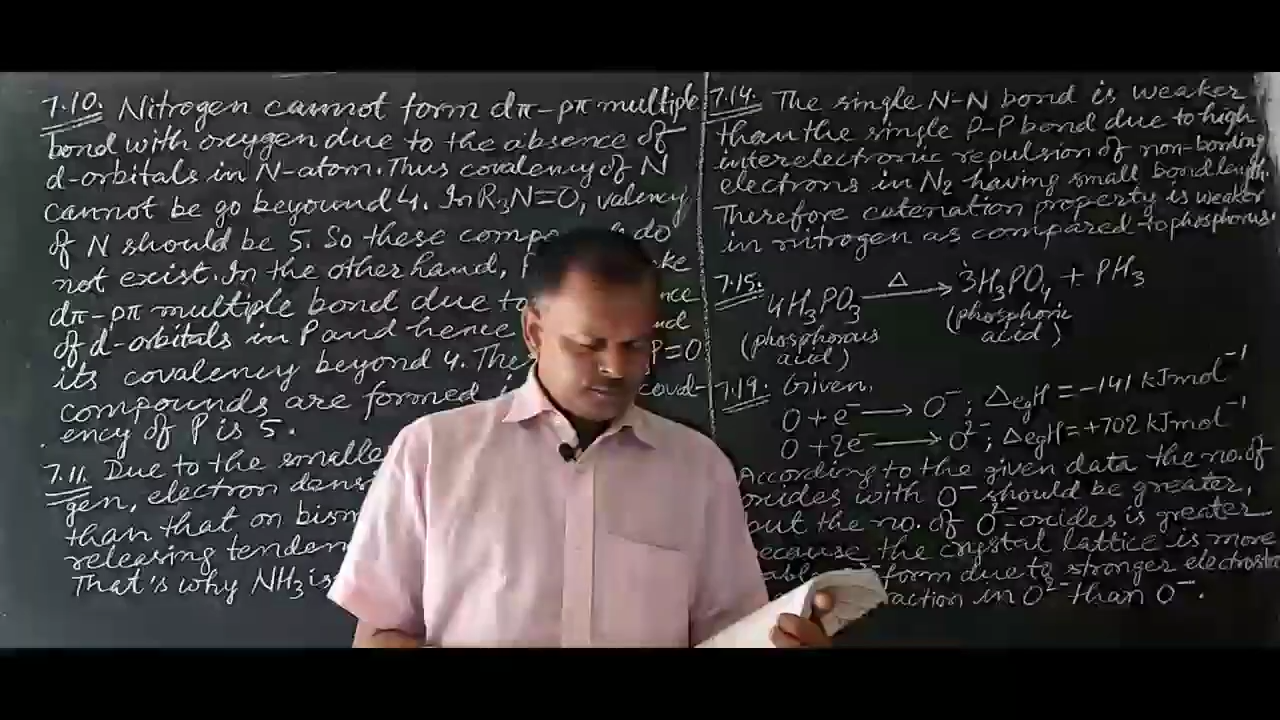 7.10. Nitrogen cannot form dπ-pπ multiple
bond with oxygen due to the absence of
d-orbitals in N-atom. Thus covalency of N
cannot be go beyound 4. In R₃N=O, valency
of N should be 5. So these comp do
not exist. In the other hand,
dπ-pπ multiple bond due to
of d-orbitals in P and hence
its covalency beyond 4. P=O
compounds are formed coval-
ency of P is 5.
7.11. Due to the smalle
gen, electron dens
than that on bism
releasing tenden
That's why NH₃ is
7.14. The single N-N bond is weaker
than the single P-P bond due to high
interelectronic repulsion of non-bonding
electrons in N₂ having small bond length.
Therefore catenation property is weaker
in nitrogen as compared to phosphorus.
7.15. 4H₃PO₃ —Δ→ 3H₃PO₄ + PH₃
(phosphorous acid) (phosphoric acid)
7.19. Given,
O + e⁻ → O⁻; ΔegH = -141 kJmol⁻¹
O + 2e⁻ → O²⁻; ΔegH = +702 kJmol⁻¹
According to the given data the no. of
oxides with O⁻ should be greater,
but the no. of O²⁻ oxides is greater
because the crystal lattice is more
form due to stronger electrosta
action in O²⁻ than O⁻.